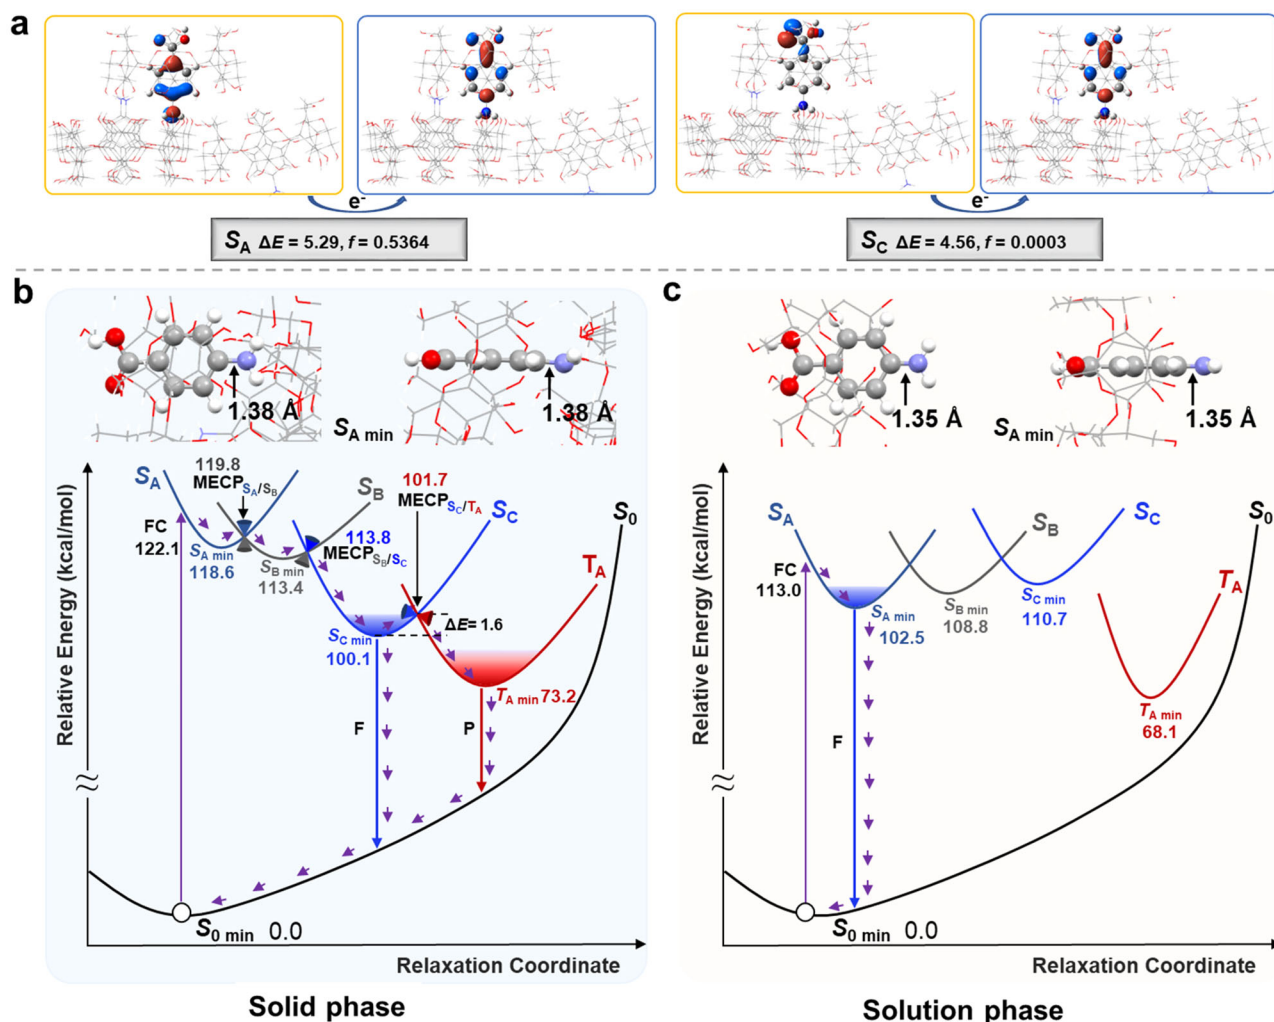 a
e-
e-
SA ΔE = 5.29, f = 0.5364
SC ΔE = 4.56, f = 0.0003
b
c
1.38 Å
1.38 Å
SA min
1.35 Å
1.35 Å
SA min
Relative Energy (kcal/mol)
SA
119.8
MECPSA/SB
SB
101.7
MECPSC/TA
SC
S0
FC
122.1
SA min
118.6
SB min
113.4
113.8
MECPSB/SC
TA
ΔE= 1.6
SC min
100.1
TA min 73.2
F
P
S0 min 0.0
Relaxation Coordinate
Solid phase
Relative Energy (kcal/mol)
SA
SB
SC
S0
FC
113.0
SA min
102.5
SB min
108.8
SC min
110.7
TA
TA min
68.1
F
S0 min 0.0
Relaxation Coordinate
Solution phase